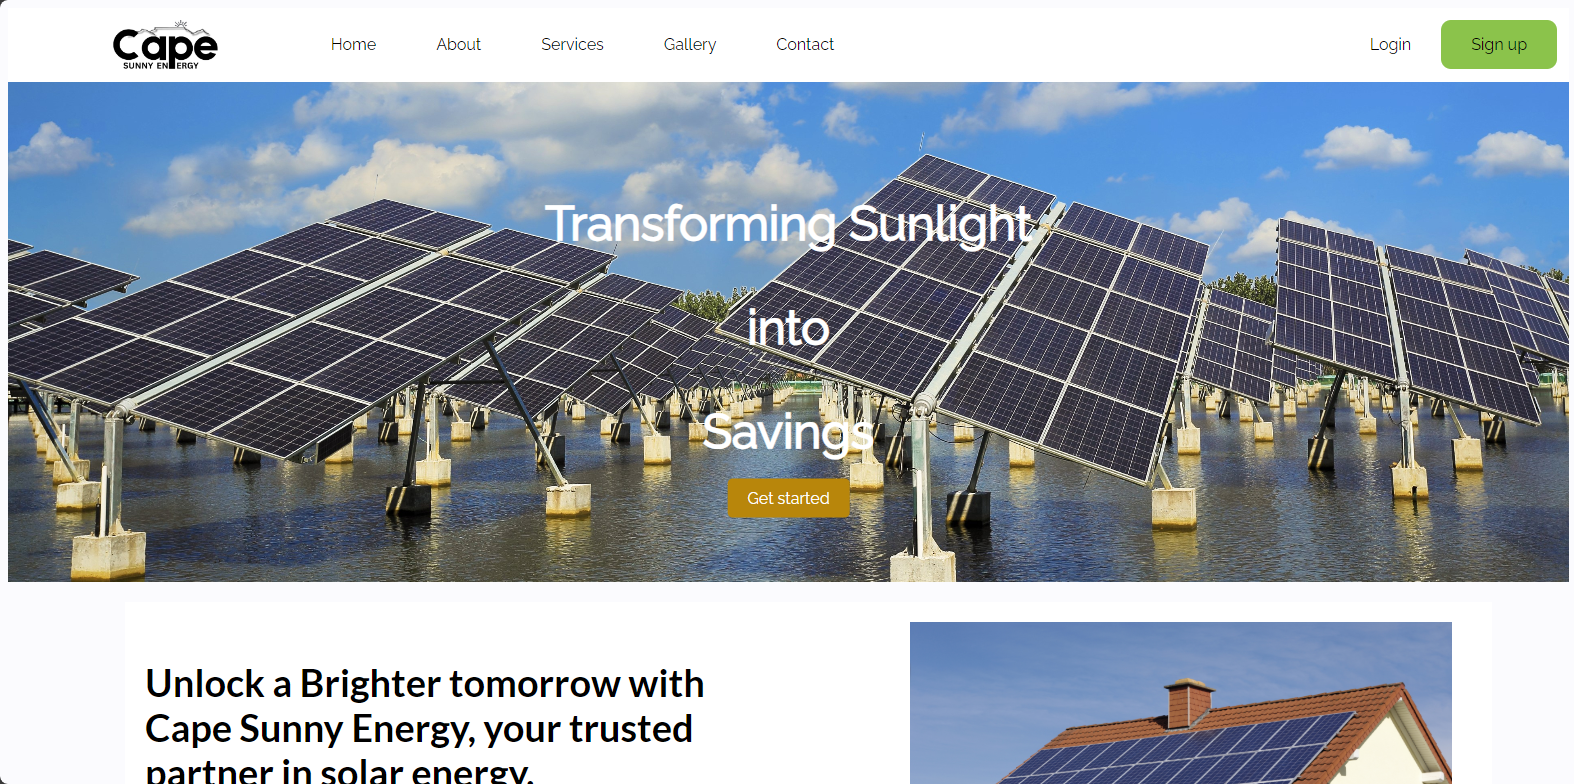 Cape
SUNNY ENERGY
Home About Services Gallery Contact Login Sign up
Transforming Sunlight
into
Savings
Get started
Unlock a Brighter tomorrow with
Cape Sunny Energy, your trusted
partner in solar energy.